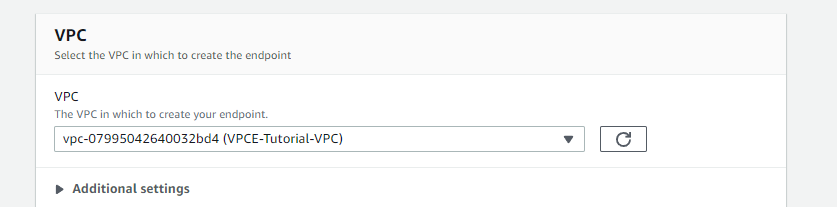 VPC
Select the VPC in which to create the endpoint
VPC
The VPC in which to create your endpoint.
vpc-07995042640032bd4 (VPCE-Tutorial-VPC)
Additional settings